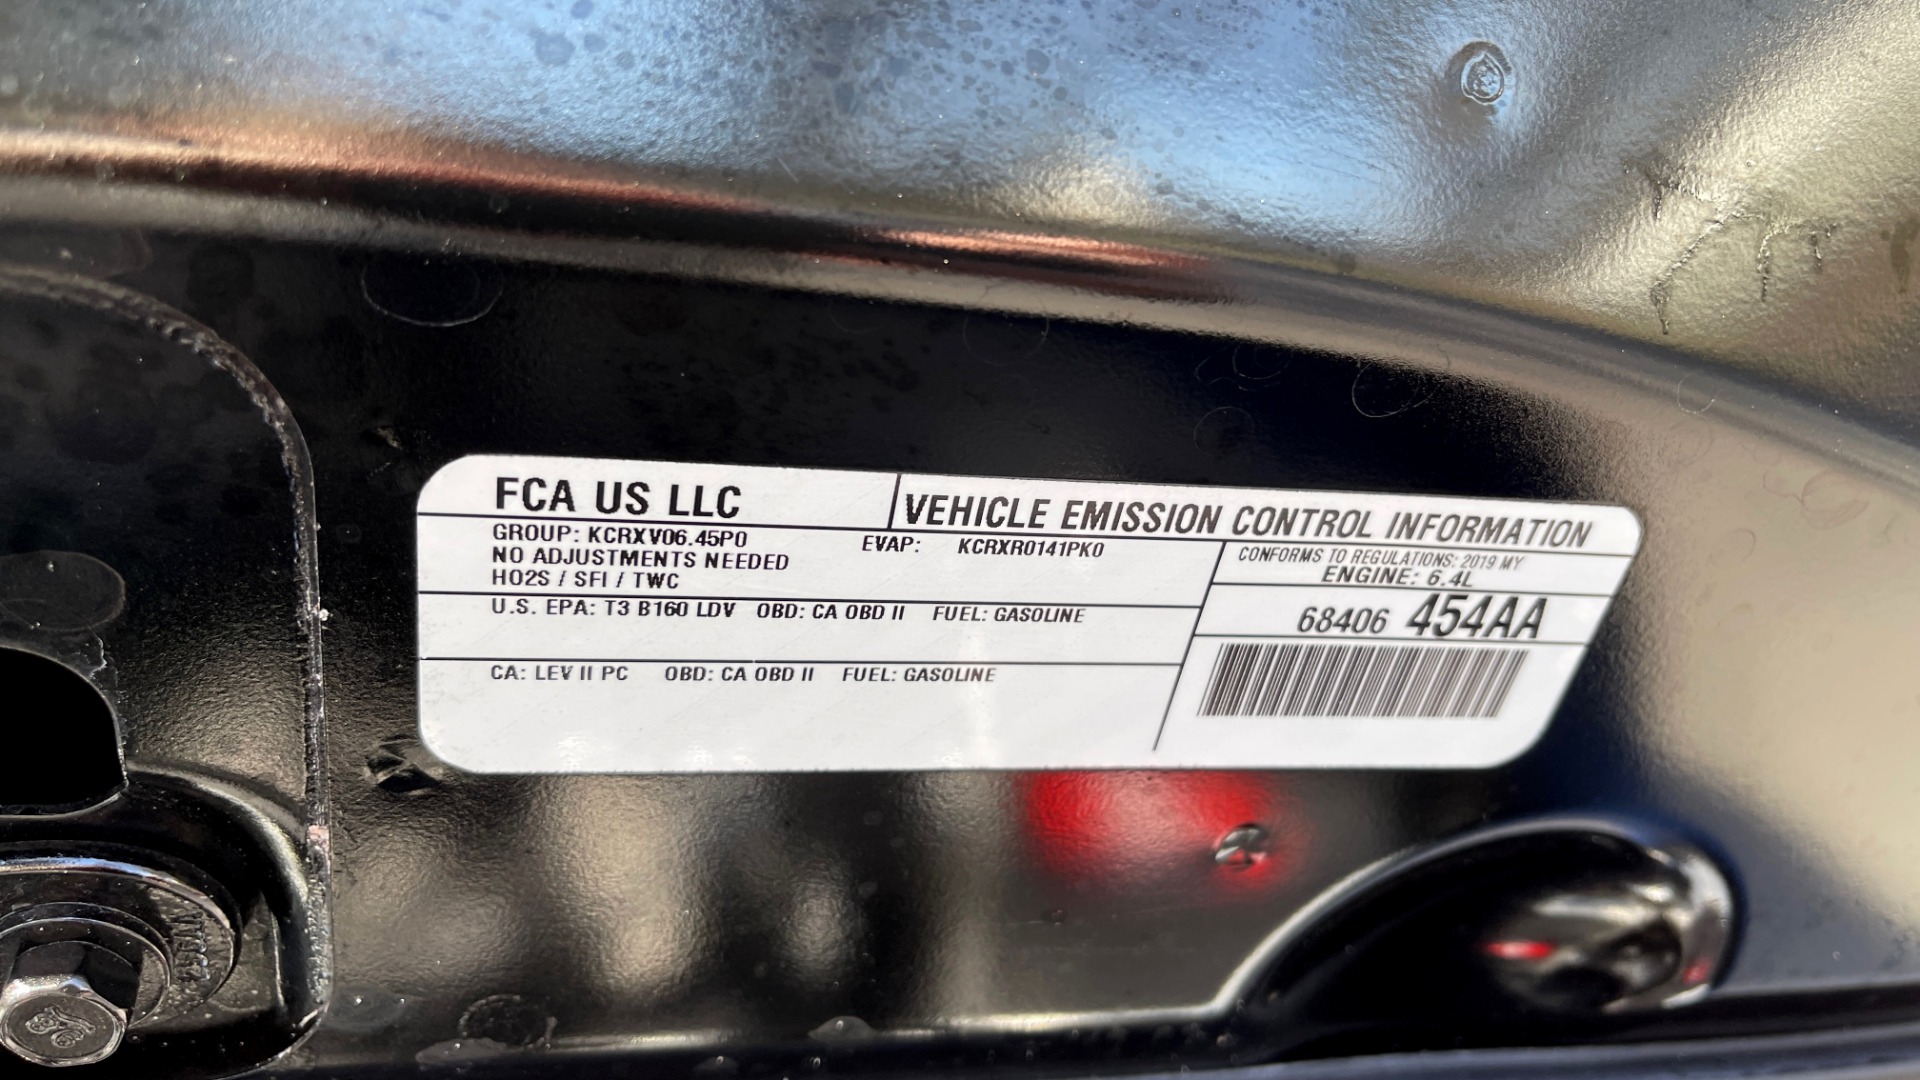 FCA US LLC VEHICLE EMISSION CONTROL INFORMATION
GROUP: KCRXV06.45P0 EVAP: KCRXR0141PK0
NO ADJUSTMENTS NEEDED
HO2S / SFI / TWC
CONFORMS TO REGULATIONS: 2019 MY
ENGINE: 6.4L
U.S. EPA: T3 B160 LDV OBD: CA OBD II FUEL: GASOLINE
68406 454AA
CA: LEV II PC OBD: CA OBD II FUEL: GASOLINE